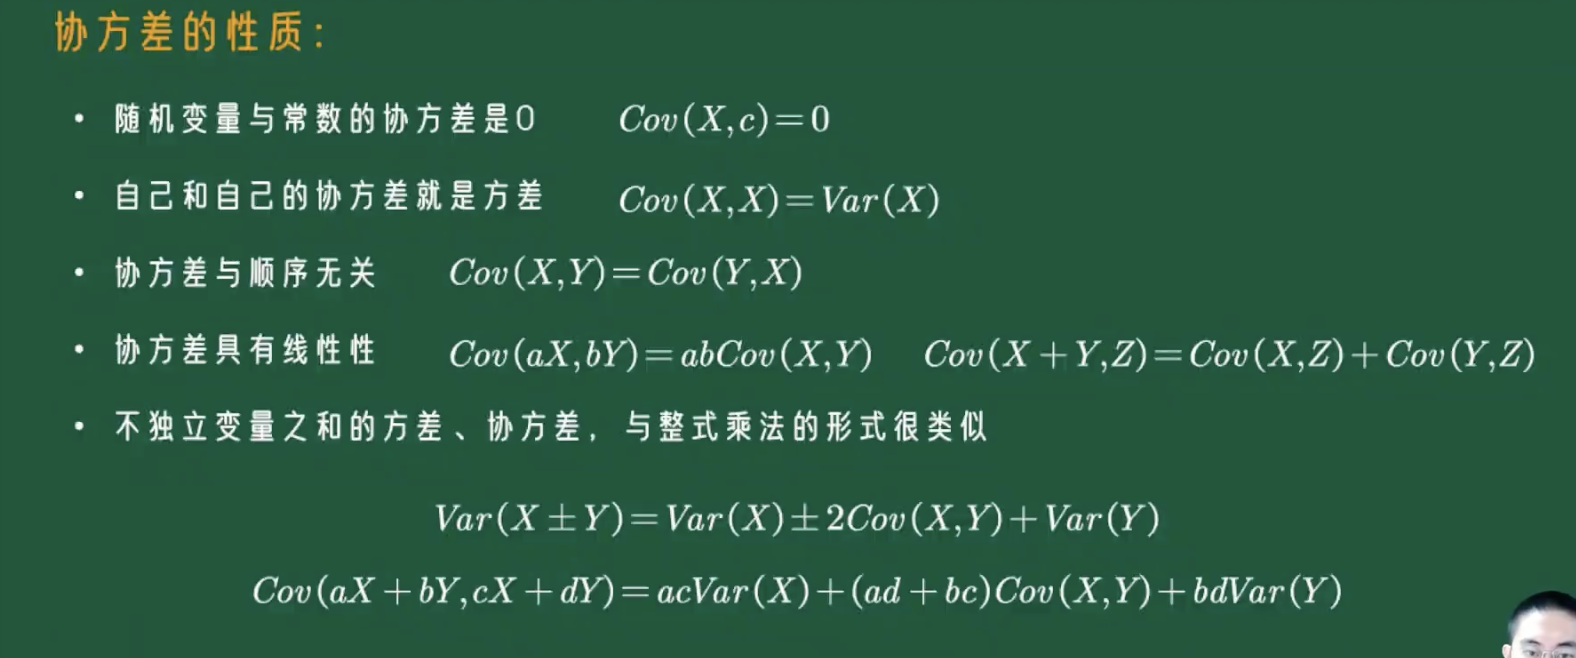 协方差的性质：
• 随机变量与常数的协方差是0 Cov(X,c)=0
• 自己和自己的协方差就是方差 Cov(X,X)=Var(X)
• 协方差与顺序无关 Cov(X,Y)=Cov(Y,X)
• 协方差具有线性性 Cov(aX,bY)=abCov(X,Y) Cov(X+Y,Z)=Cov(X,Z)+Cov(Y,Z)
• 不独立变量之和的方差、协方差，与整式乘法的形式很类似
Var(X±Y)=Var(X)±2Cov(X,Y)+Var(Y)
Cov(aX+bY,cX+dY)=acVar(X)+(ad+bc)Cov(X,Y)+bdVar(Y)